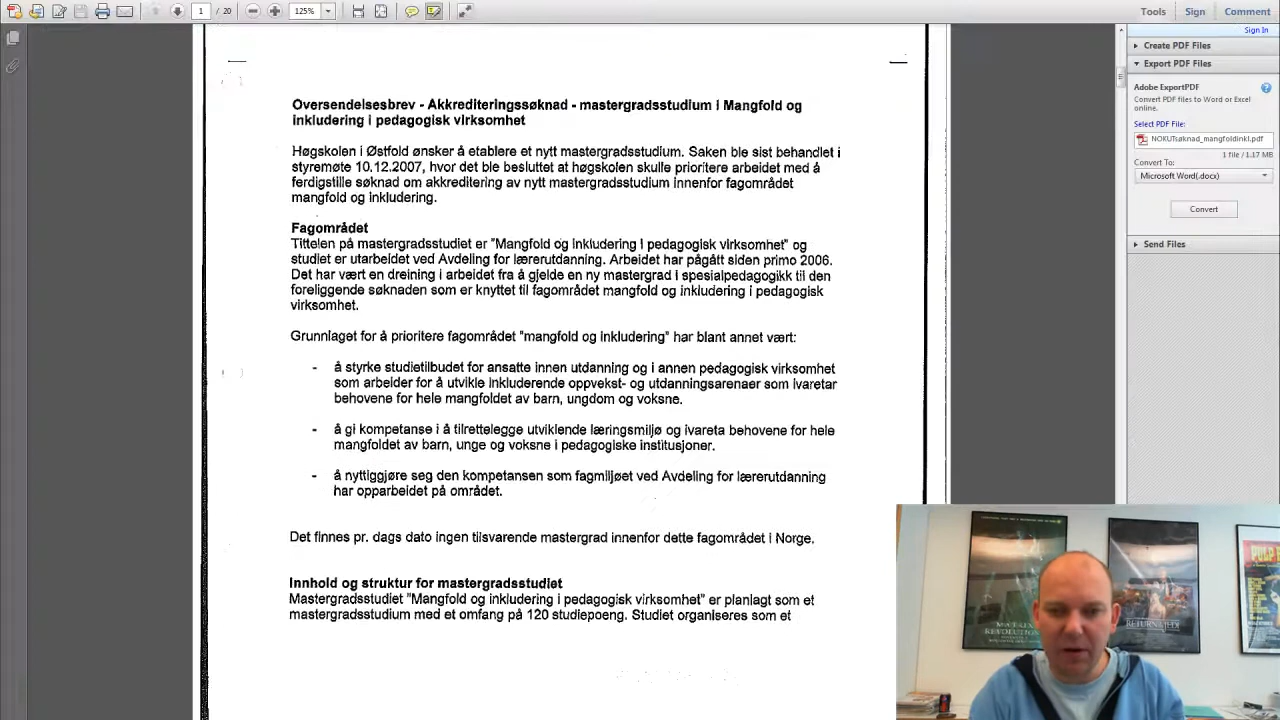 1 / 20
125%
Tools
Sign
Comment
Sign In
Create PDF Files
Export PDF Files
Adobe ExportPDF
Convert PDF files to Word or Excel
online.
Select PDF File:
1 file / 1.17 MB
Convert To:
Microsoft Word(.docx)
Convert
Send Files
Oversendelsesbrev - Akkrediteringssøknad - mastergradsstudium i Mangfold og
inkludering i pedagogisk virksomhet
Høgskolen i Østfold ønsker å etablere et nytt mastergradsstudium. Saken ble sist behandlet i
styremøte 10.12.2007, hvor det ble besluttet at høgskolen skulle prioritere arbeidet med å
ferdigstille søknad om akkreditering av nytt mastergradsstudium innenfor fagområdet
mangfold og inkludering.
Fagområdet
Tittelen på mastergradsstudiet er "Mangfold og inkludering i pedagogisk virksomhet" og
studiet er utarbeidet ved Avdeling for lærerutdanning. Arbeidet har pågått siden primo 2006.
Det har vært en dreining i arbeidet fra å gjelde en ny mastergrad i spesialpedagogikk til den
foreliggende søknaden som er knyttet til fagområdet mangfold og inkludering i pedagogisk
virksomhet.
Grunnlaget for å prioritere fagområdet "mangfold og inkludering" har blant annet vært:
- å styrke studietilbudet for ansatte innen utdanning og i annen pedagogisk virksomhet
som arbeider for å utvikle inkluderende oppvekst- og utdanningsarenaer som ivaretar
behovene for hele mangfoldet av barn, ungdom og voksne.
- å gi kompetanse i å tilrettelegge utviklende læringsmiljø og ivareta behovene for hele
mangfoldet av barn, unge og voksne i pedagogiske institusjoner.
- å nyttiggjøre seg den kompetansen som fagmiljøet ved Avdeling for lærerutdanning
har opparbeidet på området.
Det finnes pr. dags dato ingen tilsvarende mastergrad innenfor dette fagområdet i Norge.
Innhold og struktur for mastergradsstudiet
Mastergradsstudiet "Mangfold og inkludering i pedagogisk virksomhet" er planlagt som et
mastergradsstudium med et omfang på 120 studiepoeng. Studiet organiseres som et
RETURN JEDI
PULP